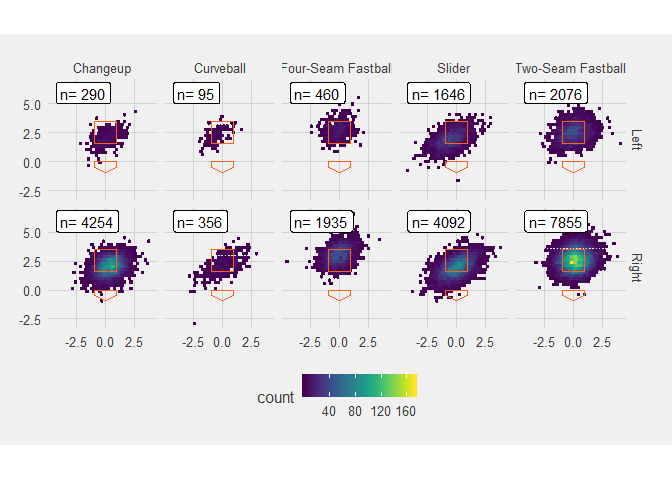 Changeup Curveball Four-Seam Fastball Slider Two-Seam Fastball
n= 290 n= 95 n= 460 n= 1646 n= 2076
5.0
2.5
0.0
-2.5
Left
n= 4254 n= 356 n= 1935 n= 4092 n= 7855
5.0
2.5
0.0
-2.5
Right
-2.5 0.0 2.5 -2.5 0.0 2.5 -2.5 0.0 2.5 -2.5 0.0 2.5 -2.5 0.0 2.5
count
40 80 120 160